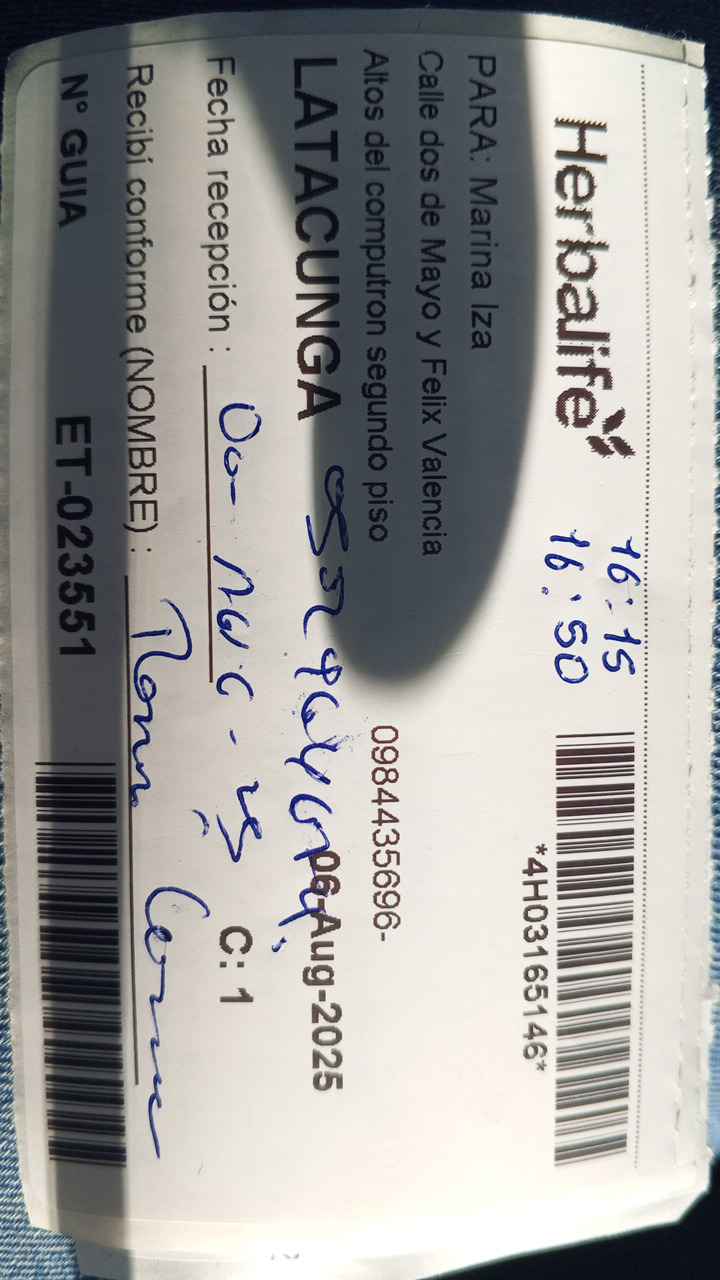 Herbalife
16:15
16:50
*4H03165146*
PARA: Marina Iza
Calle dos de Mayo y Felix Valencia
Altos del computron segundo piso
0984435696-
LATACUNGA
06-Aug-2025
Fecha recepción :
C: 1
Recibí conforme (NOMBRE) :
N° GUIA ET-023551